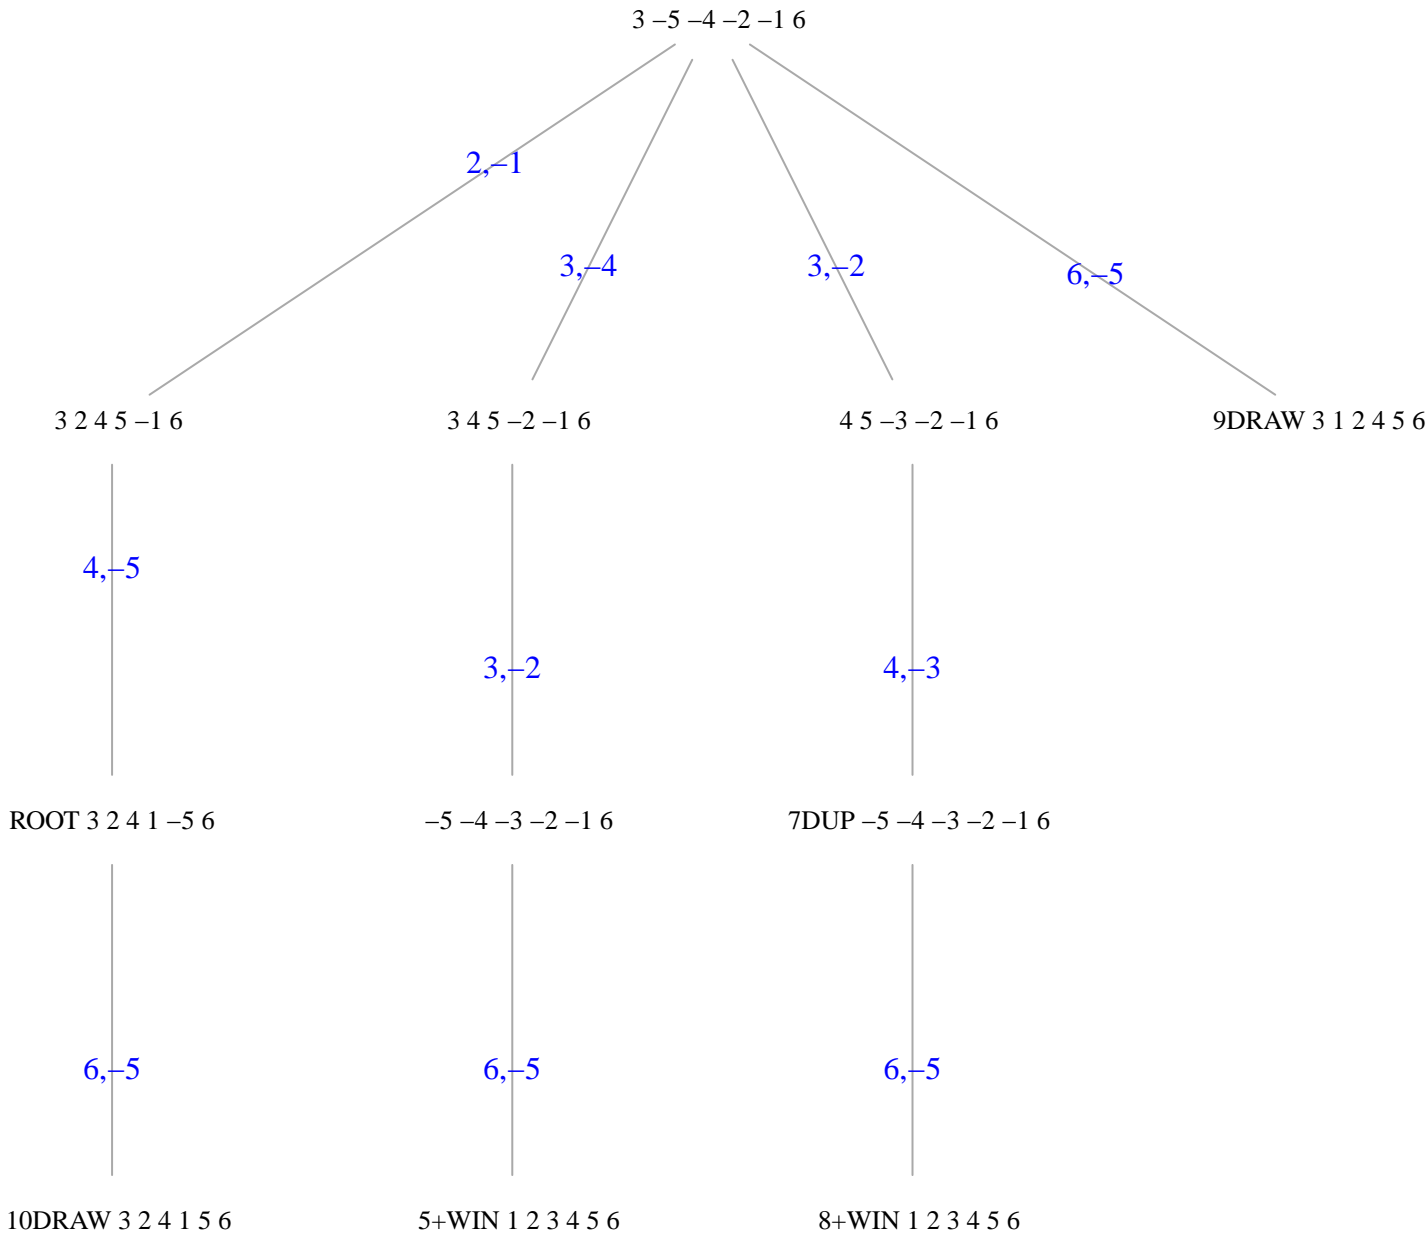 3 –5 –4 –2 –1 6
2,–1
3,–4
3,–2
6,–5
3 2 4 5 –1 6
3 4 5 –2 –1 6
4 5 –3 –2 –1 6
9DRAW 3 1 2 4 5 6
4,–5
3,–2
4,–3
ROOT 3 2 4 1 –5 6
–5 –4 –3 –2 –1 6
7DUP –5 –4 –3 –2 –1 6
6,–5
6,–5
6,–5
10DRAW 3 2 4 1 5 6
5+WIN 1 2 3 4 5 6
8+WIN 1 2 3 4 5 6